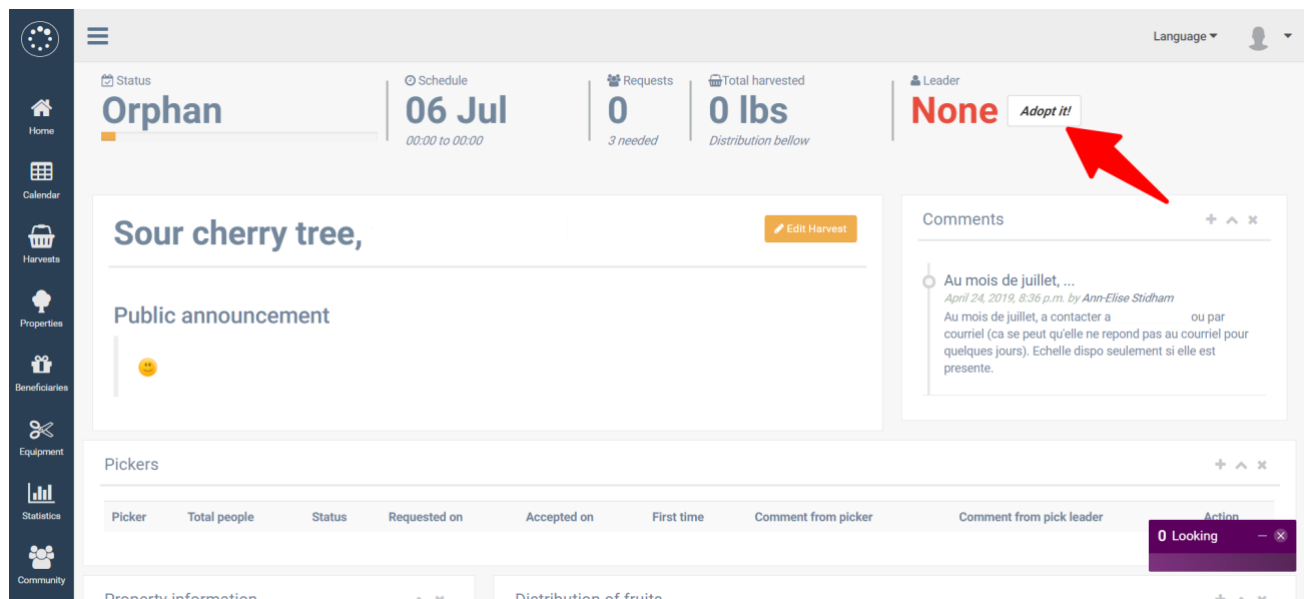 Language
Home
Calendar
Harvests
Properties
Beneficiaries
Equipment
Statistics
Community
Status
Orphan
Schedule
06 Jul
00:00 to 00:00
Requests
0
3 needed
Total harvested
0 lbs
Distribution bellow
Leader
None Adopt it!
Sour cherry tree,
Edit Harvest
Public announcement
Comments
Au mois de juillet, ...
April 24, 2019, 8:36 p.m. by Ann-Elise Stidham
Au mois de juillet, a contacter a ou par
courriel (ca se peut qu'elle ne repond pas au courriel pour
quelques jours). Echelle dispo seulement si elle est
presente.
Pickers
Picker Total people Status Requested on Accepted on First time Comment from picker Comment from pick leader Action
0 Looking
Property information
Distribution of fruits